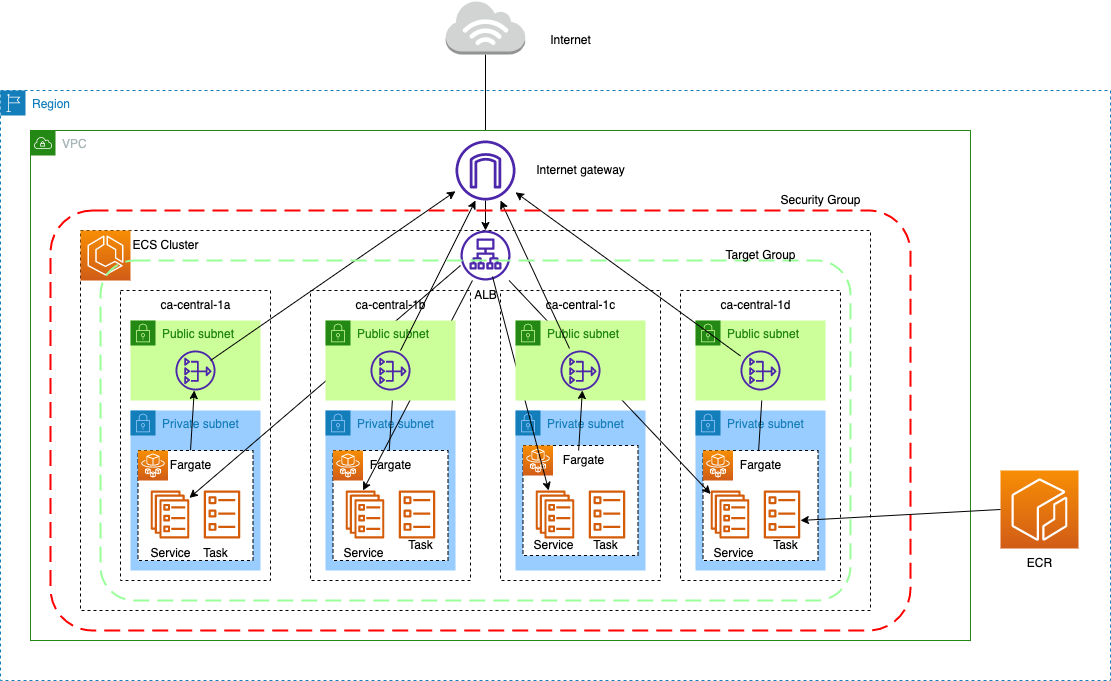 Internet
Region
VPC
Internet gateway
Security Group
ECS Cluster
Target Group
ALB
ca-central-1a
ca-central-1b
ca-central-1c
ca-central-1d
Public subnet
Public subnet
Public subnet
Public subnet
Private subnet
Private subnet
Private subnet
Private subnet
Fargate
Fargate
Fargate
Fargate
Service
Task
Service
Task
Service
Task
Service
Task
ECR